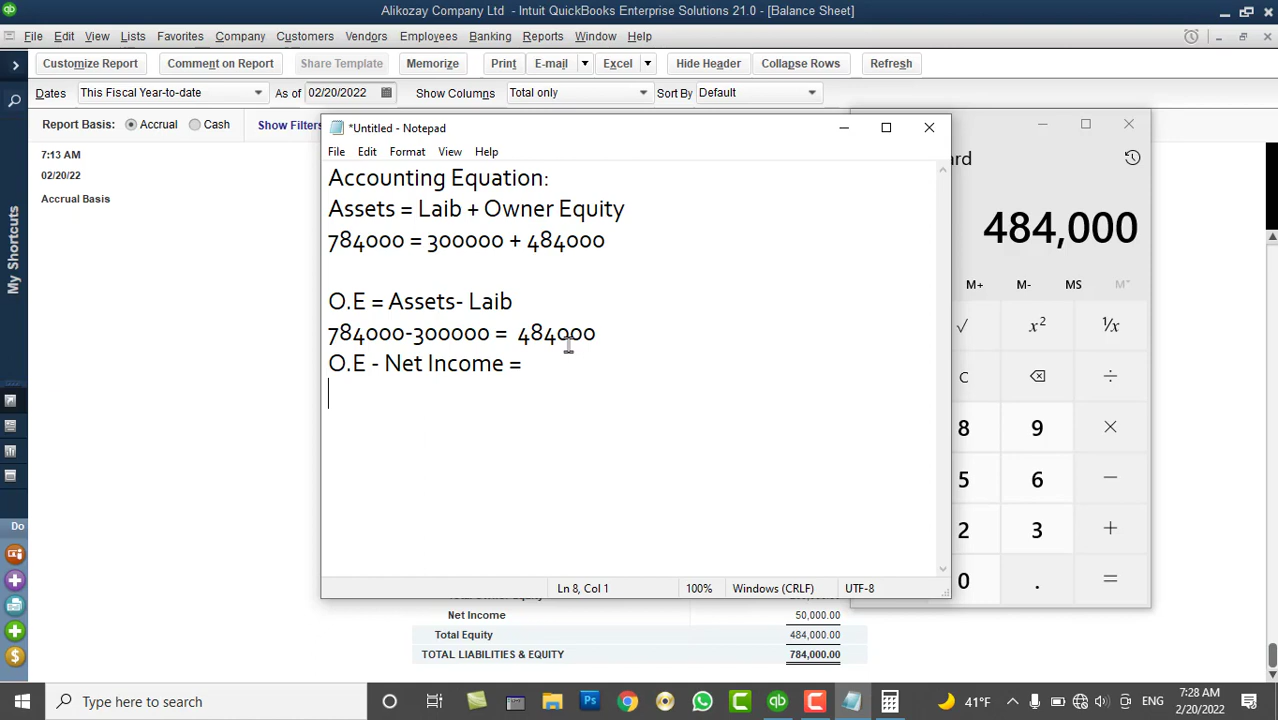 Alikozay Company Ltd - Intuit QuickBooks Enterprise Solutions 21.0 - [Balance Sheet]
File Edit View Lists Favorites Company Customers Vendors Employees Banking Reports Window Help
Customize Report Comment on Report Share Template Memorize Print E-mail Excel Hide Header Collapse Rows Refresh
Dates This Fiscal Year-to-date As of 02/20/2022 Show Columns Total only Sort By Default
Report Basis: Accrual Cash Show Filters
7:13 AM
02/20/22
Accrual Basis
My Shortcuts
Do
*Untitled - Notepad
File Edit Format View Help
Accounting Equation:
Assets = Laib + Owner Equity
784000 = 300000 + 484000
O.E = Assets- Laib
784000-300000 = 484000
O.E - Net Income =
Ln 8, Col 1 100% Windows (CRLF) UTF-8
ard
484,000
M+ M- MS M˅
√ x² ⅟x
C ⌫ ÷
8 9 ×
5 6 −
2 3 +
0 . =
Net Income 50,000.00
Total Equity 484,000.00
TOTAL LIABILITIES & EQUITY 784,000.00
Type here to search
41°F ENG 7:28 AM
2/20/2022